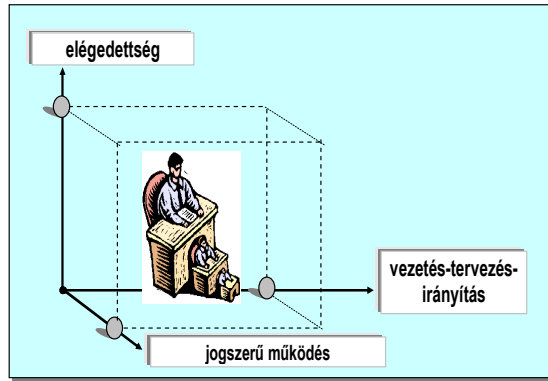 elégedettség
vezetés-tervezés-
irányítás
jogszerű működés